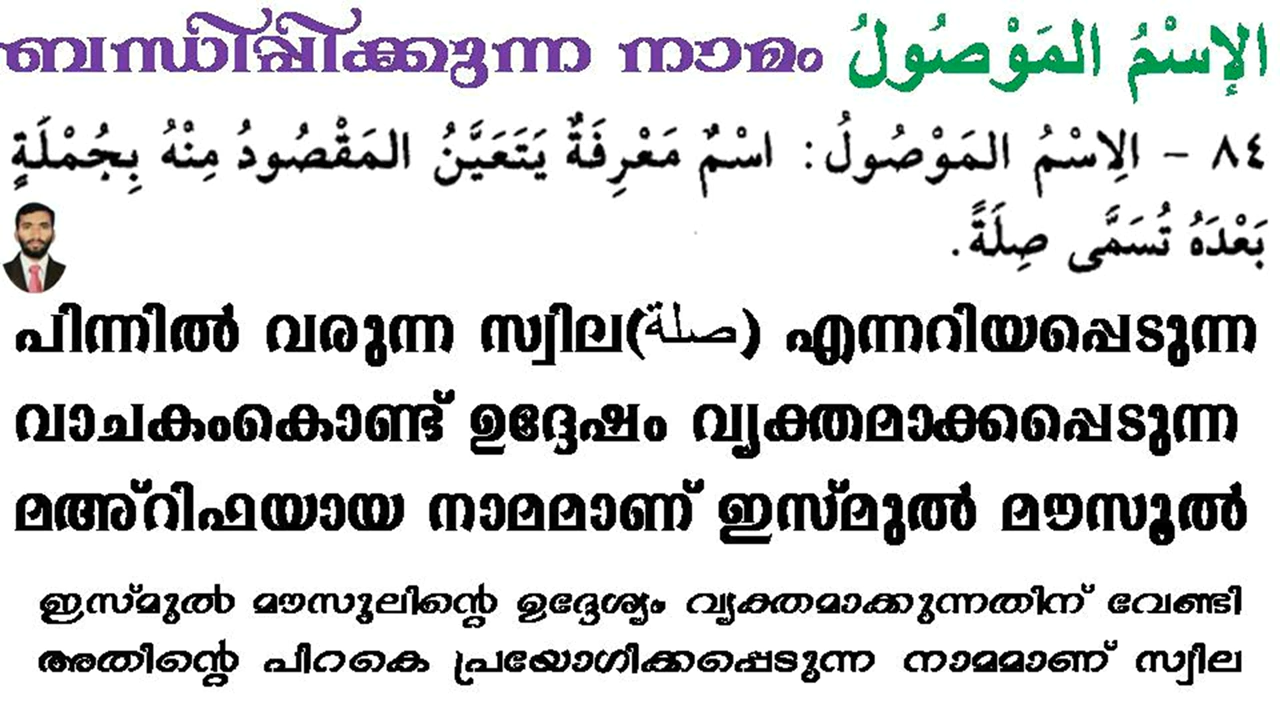 ബന്ധിപ്പിക്കുന്ന നാമം الإسْمُ المَوْصُولُ
٨٤ - الِاسْمُ المَوْصُولُ: اسْمٌ مَعْرِفَةٌ يَتَعَيَّنُ المَقْصُودُ مِنْهُ بِجُمْلَةٍ
بَعْدَهُ تُسَمَّى صِلَةً.
പിന്നിൽ വരുന്ന സ്വില(صلة) എന്നറിയപ്പെടുന്ന
വാചകംകൊണ്ട് ഉദ്ദേഷം വ്യക്തമാക്കപ്പെടുന്ന
മഅ്റിഫയായ നാമമാണ് ഇസ്മുൽ മൗസൂൽ
ഇസ്മുൽ മൗസൂലിന്റെ ഉദ്ദേശ്യം വ്യക്തമാക്കുന്നതിന് വേണ്ടി
അതിന്റെ പിറകെ പ്രയോഗിക്കപ്പെടുന്ന നാമമാണ് സ്വില